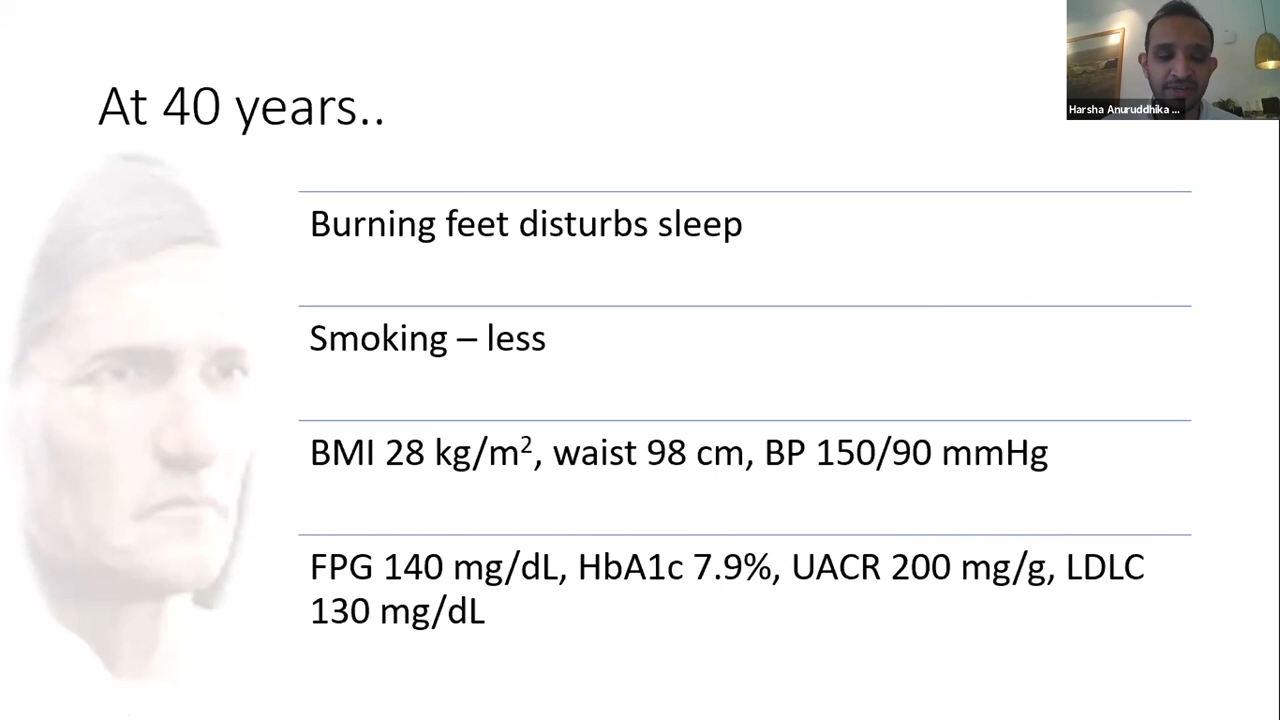 At 40 years..
Harsha Anuruddhika ...
Burning feet disturbs sleep
Smoking – less
BMI 28 kg/m², waist 98 cm, BP 150/90 mmHg
FPG 140 mg/dL, HbA1c 7.9%, UACR 200 mg/g, LDLC
130 mg/dL